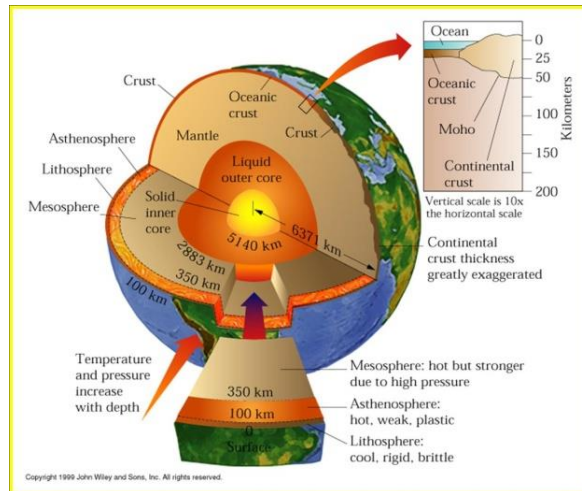 Crust
Oceanic
crust
Mantle
Crust
Asthenosphere
Lithosphere
Mesosphere
Liquid
outer core
Solid
inner
core
6371 km
5140 km
2883 km
350 km
100 km
Ocean
Oceanic
crust
Moho
Continental
crust
0
25
50
100
150
200
Kilometers
Vertical scale is 10x
the horizontal scale
Continental
crust thickness
greatly exaggerated
Temperature
and pressure
increase
with depth
350 km
100 km
0
Surface
Mesosphere: hot but stronger
due to high pressure
Asthenosphere:
hot, weak, plastic
Lithosphere:
cool, rigid, brittle
Copyright 1999 John Wiley and Sons, Inc. All rights reserved.